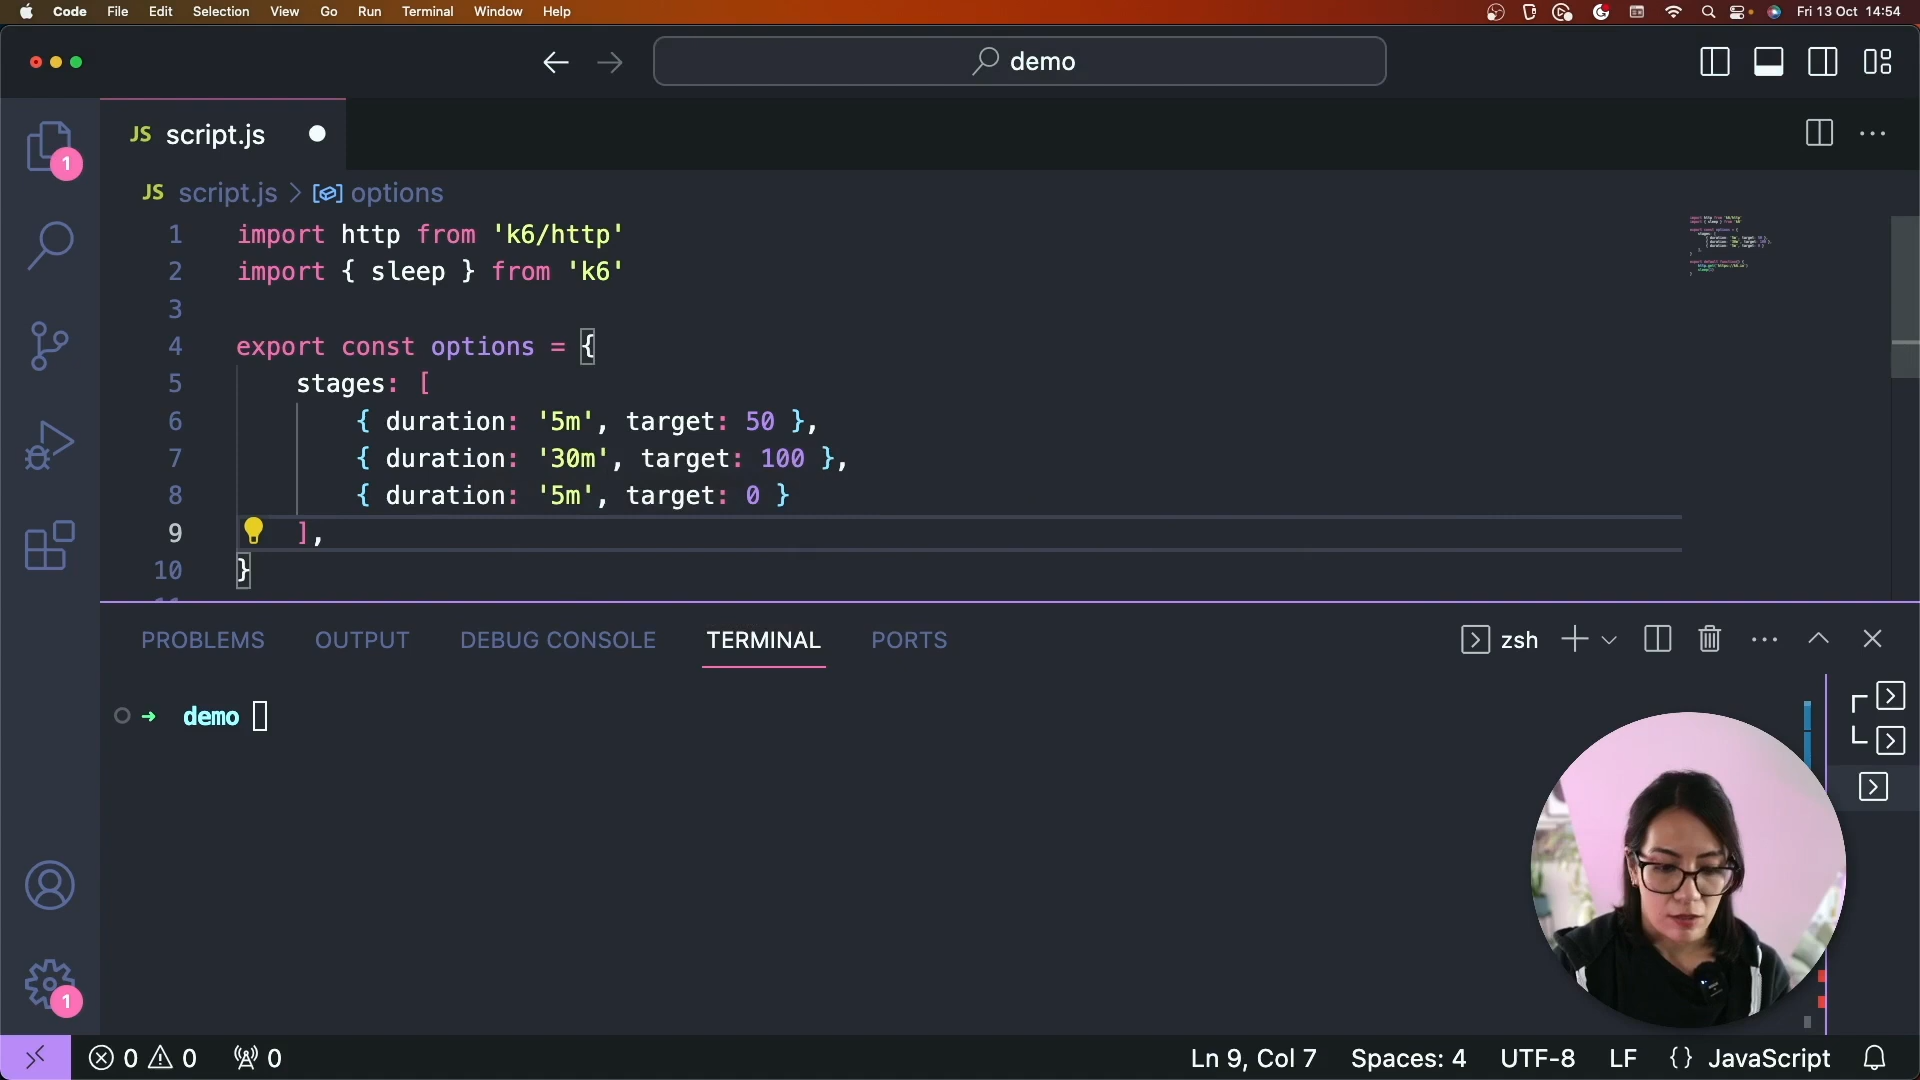 Code File Edit Selection View Go Run Terminal Window Help Fri 13 Oct 14:54
demo
JS script.js
1
JS script.js > options
1 import http from 'k6/http'
2 import { sleep } from 'k6'
3
4 export const options = {
5 stages: [
6 { duration: '5m', target: 50 },
7 { duration: '30m', target: 100 },
8 { duration: '5m', target: 0 }
9 ],
10 }
PROBLEMS OUTPUT DEBUG CONSOLE TERMINAL PORTS zsh
➜ demo
1
0 0 0 Ln 9, Col 7 Spaces: 4 UTF-8 LF {} JavaScript